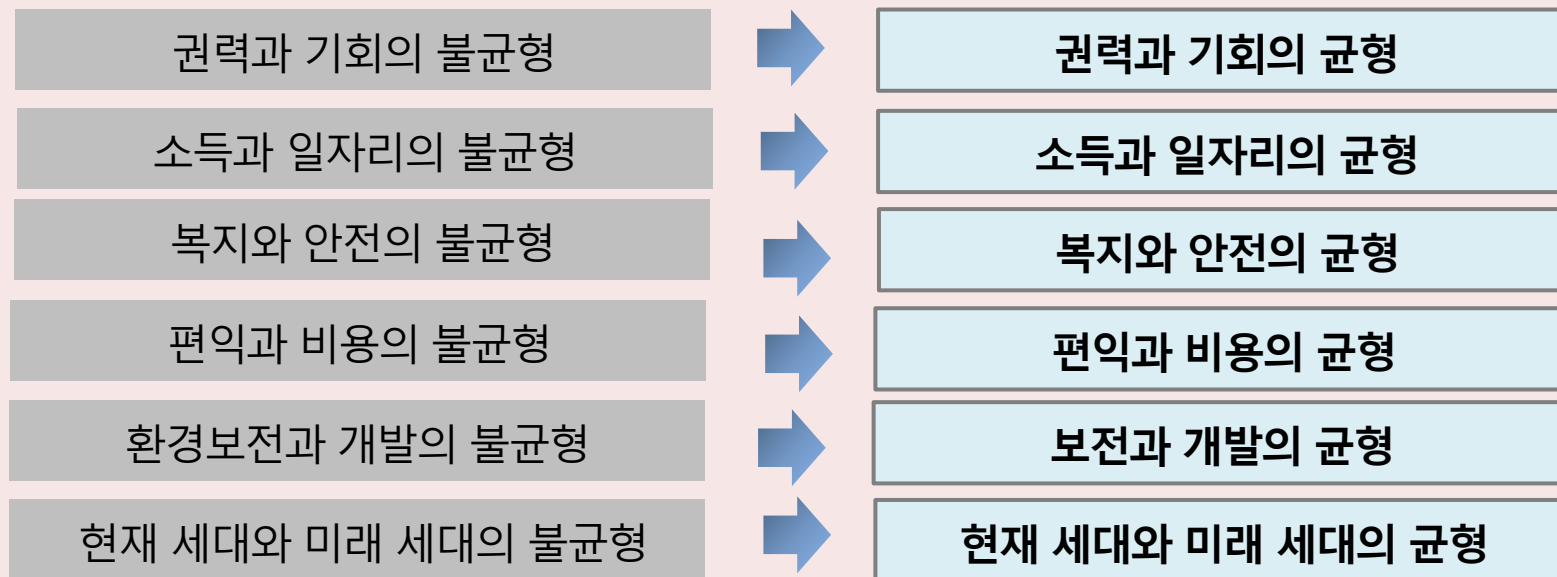 권력과 기회의 불균형
권력과 기회의 균형
소득과 일자리의 불균형
소득과 일자리의 균형
복지와 안전의 불균형
복지와 안전의 균형
편익과 비용의 불균형
편익과 비용의 균형
환경보전과 개발의 불균형
보전과 개발의 균형
현재 세대와 미래 세대의 불균형
현재 세대와 미래 세대의 균형